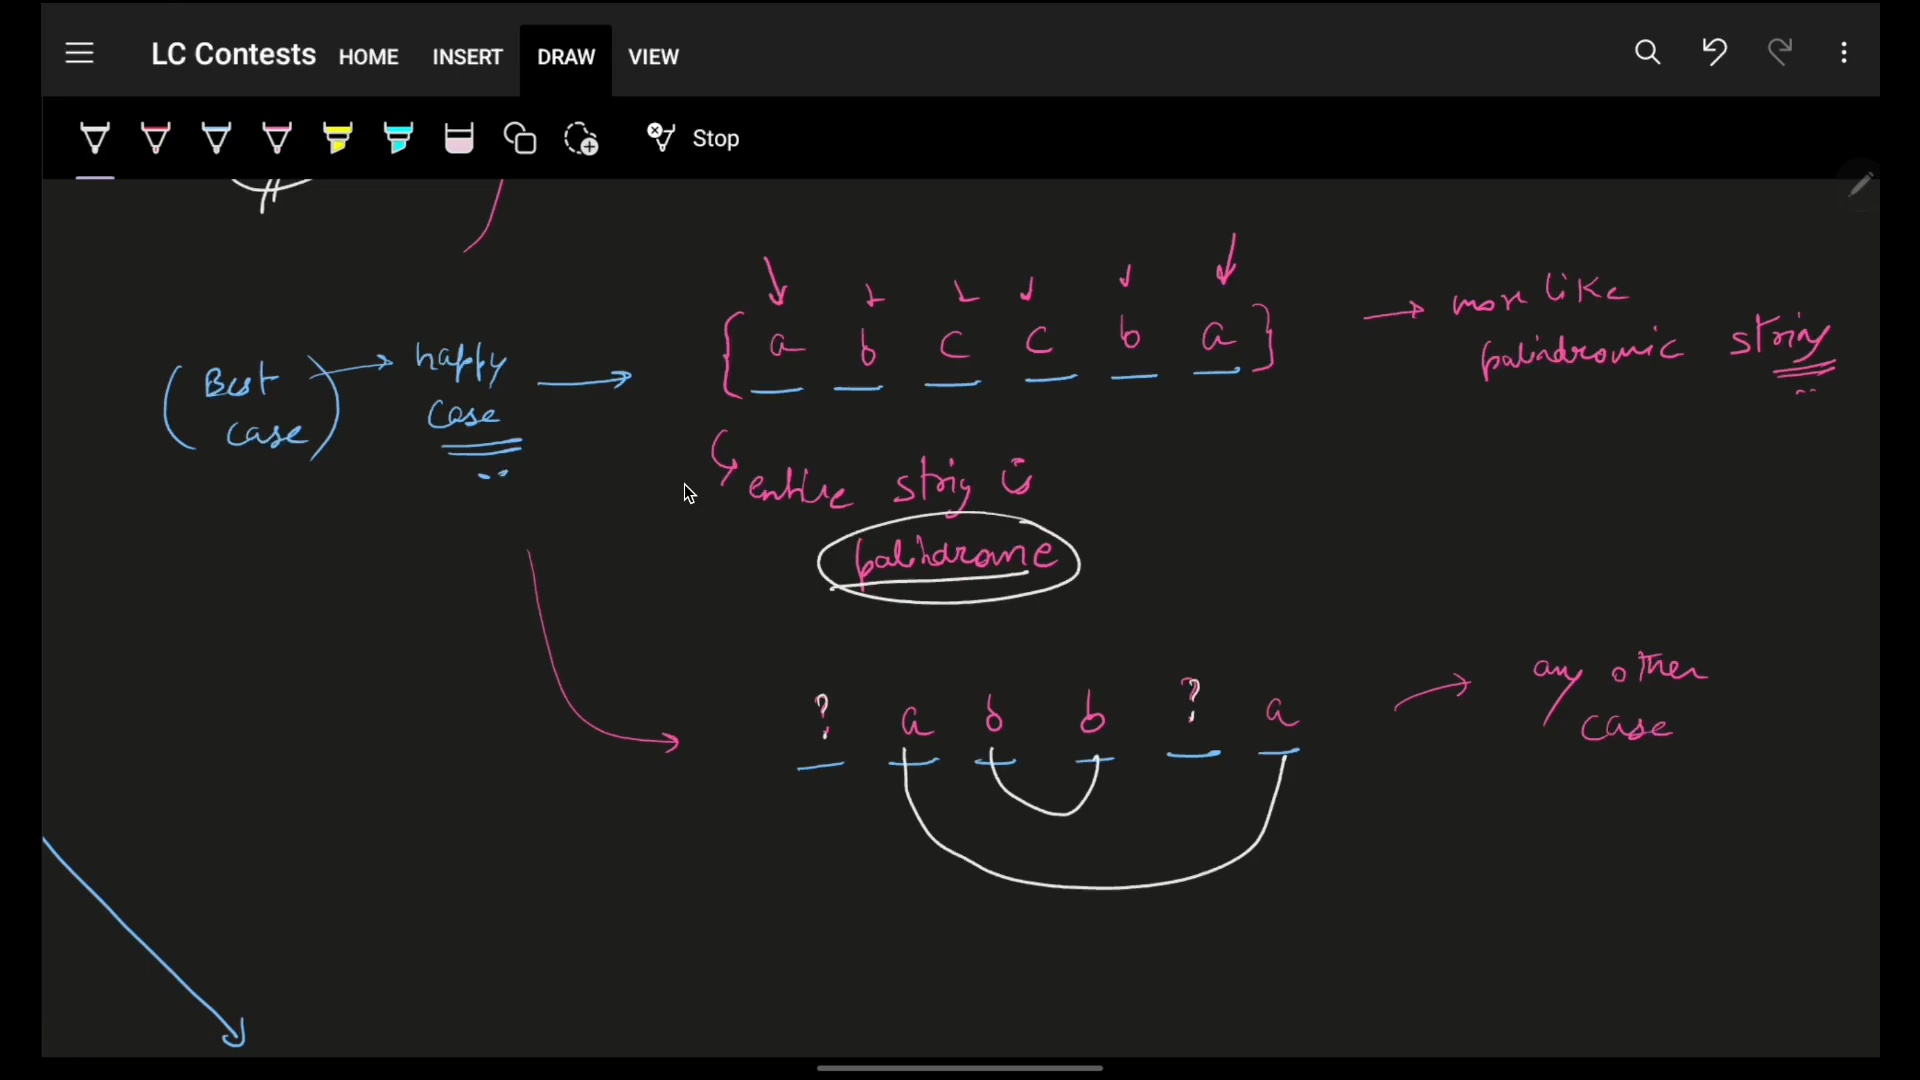 LC Contests HOME INSERT DRAW VIEW
Stop
a b c c b a
more like
palindromic string
Best
case
happy
case
entire string is
palindrome
? a b b ? a
any other
case